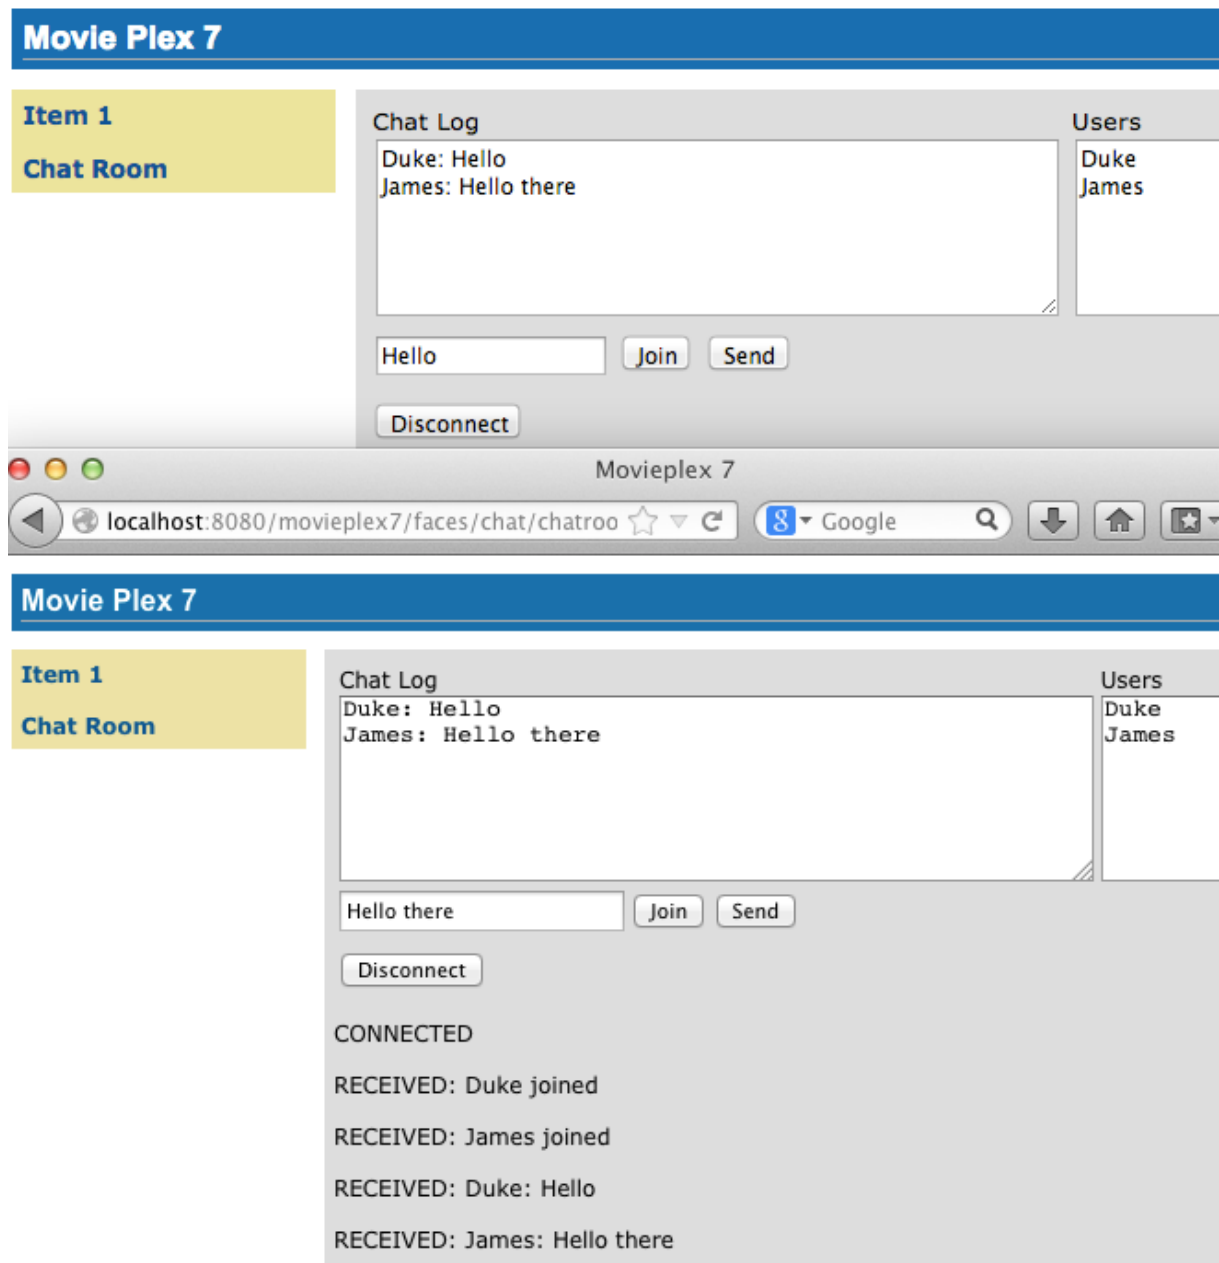 Movie Plex 7
Item 1
Chat Room
Chat Log
Users
Duke: Hello
James: Hello there
Duke
James
Hello
Join
Send
Disconnect
Movieplex 7
localhost:8080/movieplex7/faces/chat/chatroo
8
Google
Movie Plex 7
Item 1
Chat Room
Chat Log
Users
Duke: Hello
James: Hello there
Duke
James
Hello there
Join
Send
Disconnect
CONNECTED
RECEIVED: Duke joined
RECEIVED: James joined
RECEIVED: Duke: Hello
RECEIVED: James: Hello there